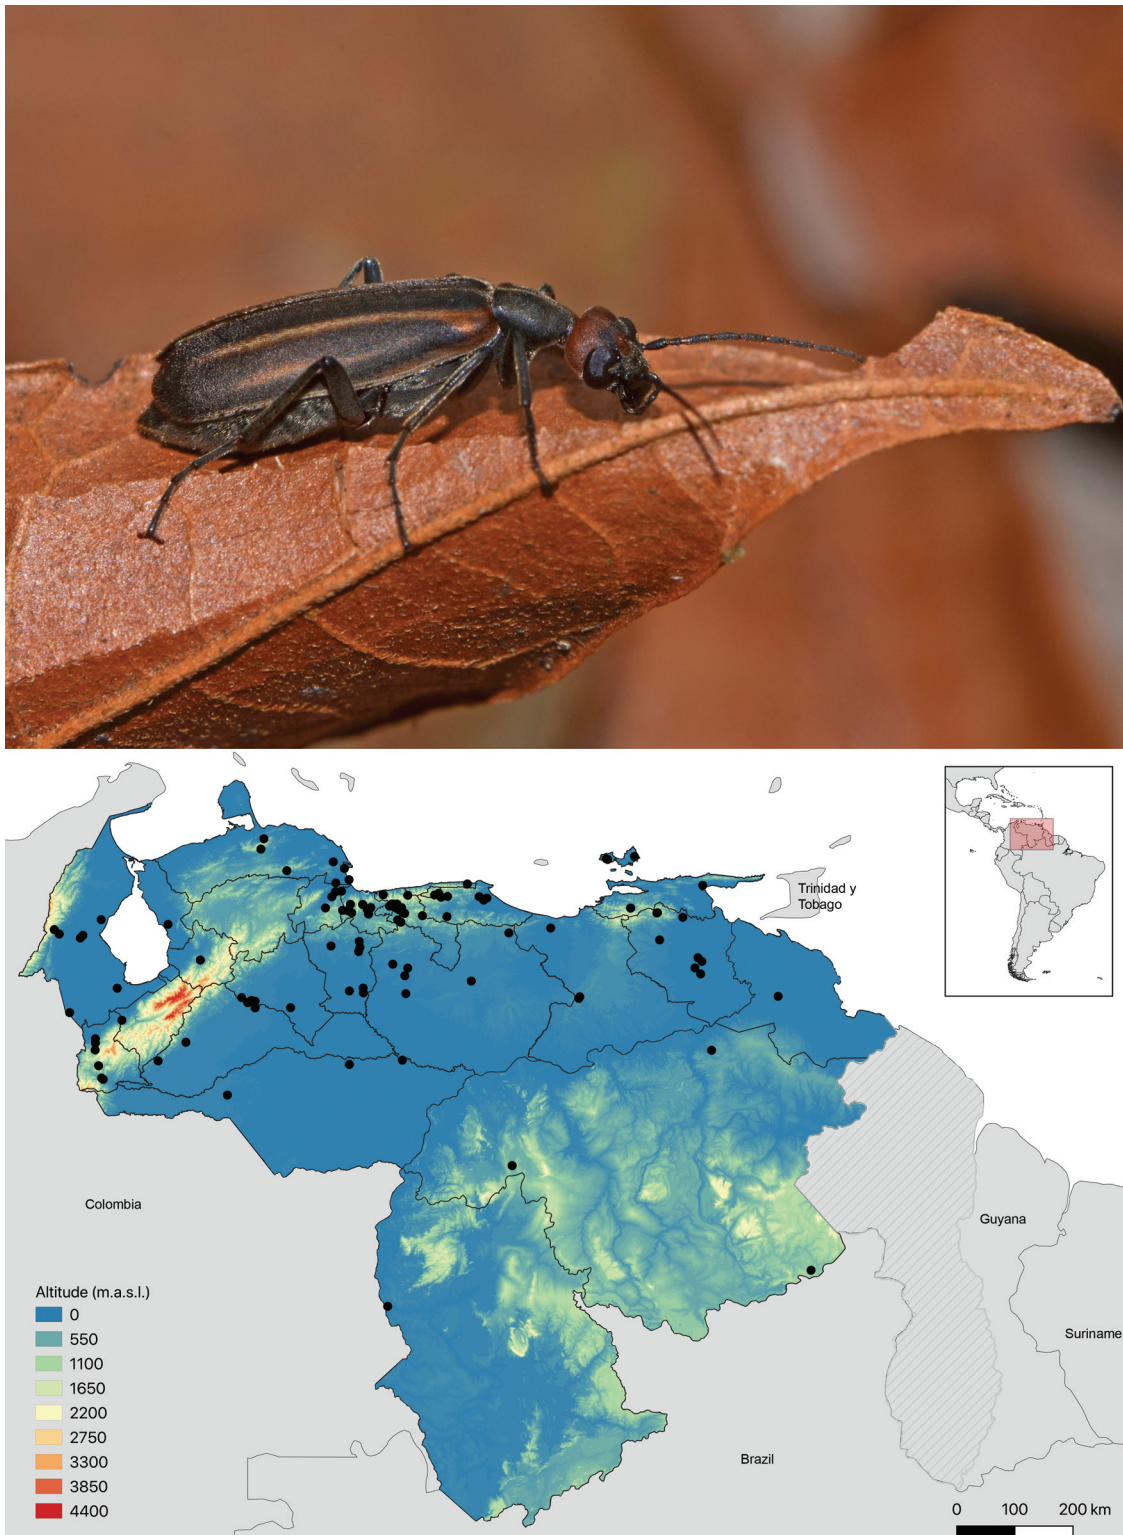 Trinidad y
Tobago
Colombia
Guyana
Suriname
Brazil
Altitude (m.a.s.l.)
0
550
1100
1650
2200
2750
3300
3850
4400
0 100 200 km